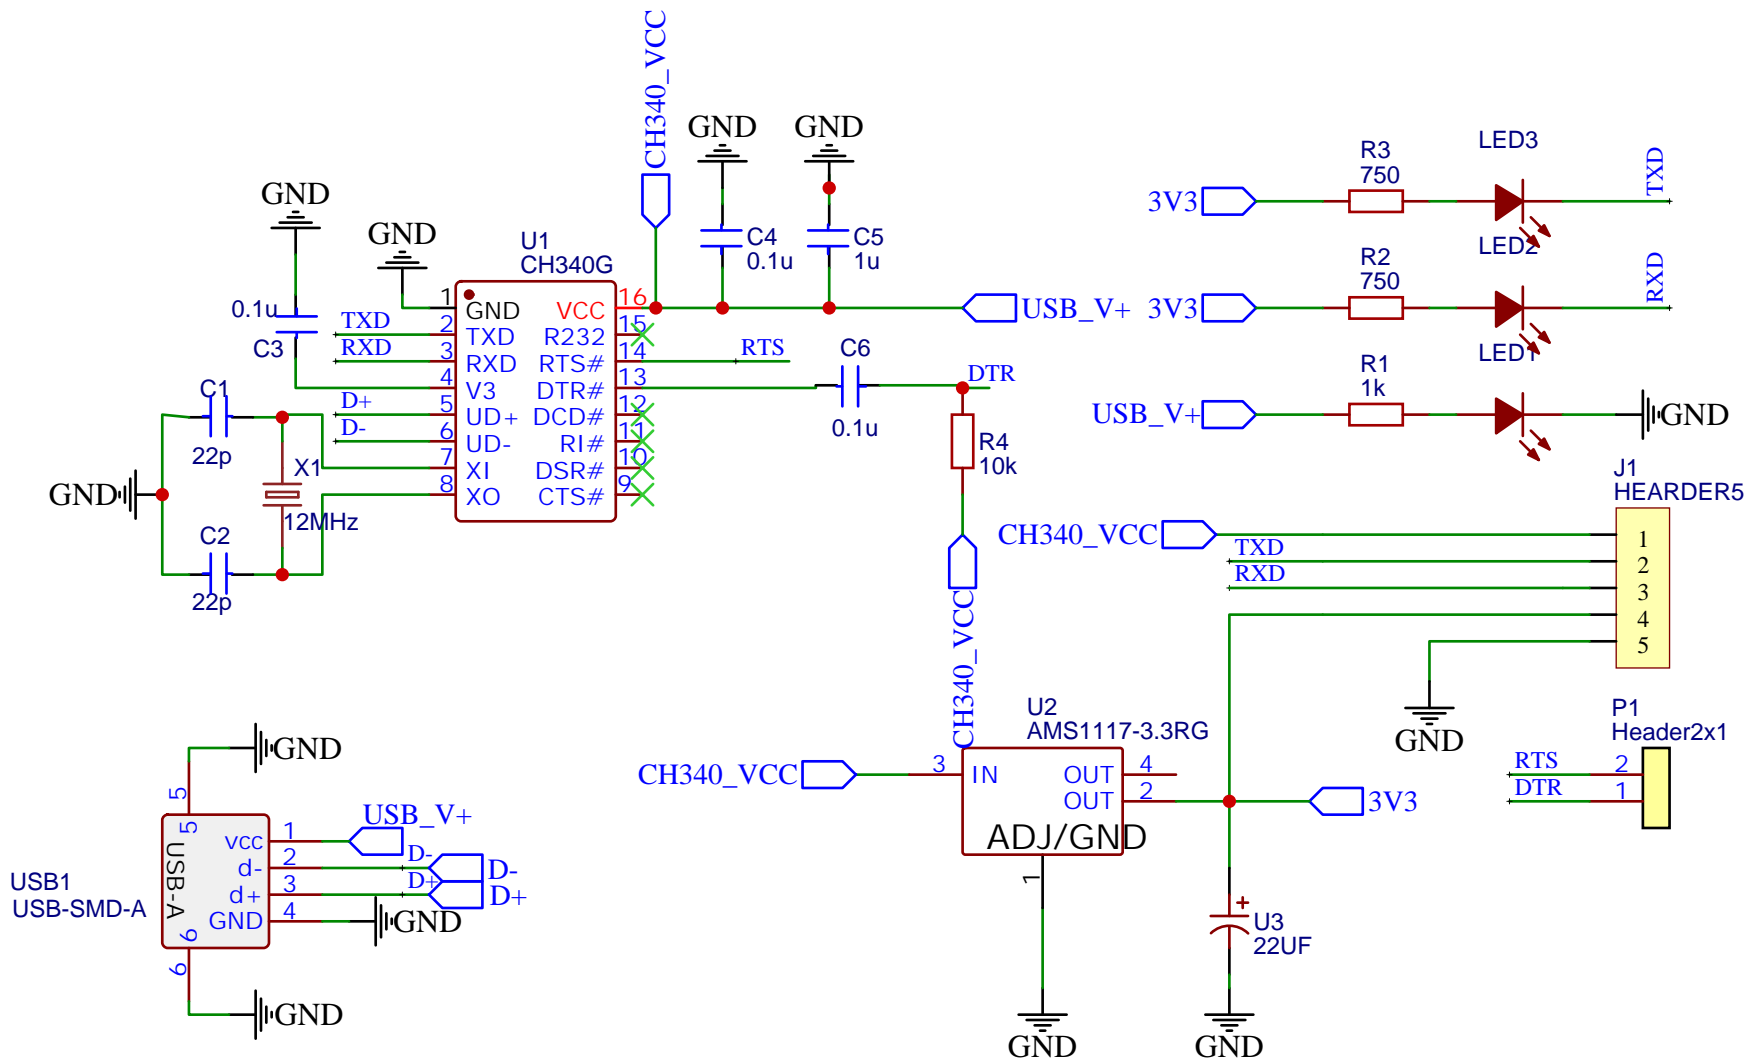 CH340_VCC
GND
GND
GND
GND
U1
CH340G
C4
0.1u
C5
1u
0.1u
C3
TXD
RXD
1
2
3
4
5
6
7
8
GND
TXD
RXD
V3
UD+
UD-
XI
XO
VCC
R232
RTS#
DTR#
DCD#
RI#
DSR#
CTS#
16
15
14
13
12
11
10
9
USB_V+
RTS
C6
0.1u
DTR
R4
10k
CH340_VCC
C1
22p
D+
D-
X1
12MHz
GND
C2
22p
LED3
R3
750
3V3
TXD
LED2
R2
750
3V3
RXD
LED1
R1
1k
USB_V+
GND
J1
HEARDER5
CH340_VCC
TXD
RXD
1
2
3
4
5
GND
P1
Header2x1
RTS
DTR
2
1
U2
AMS1117-3.3RG
CH340_VCC
3
IN
OUT
4
OUT
2
ADJ/GND
1
3V3
+
U3
22UF
GND
GND
GND
5
5
USB_V+
vcc
1
d-
2
D-
D-
d+
3
D+
D+
GND
4
GND
USB-A
USB1
USB-SMD-A
6
6
GND